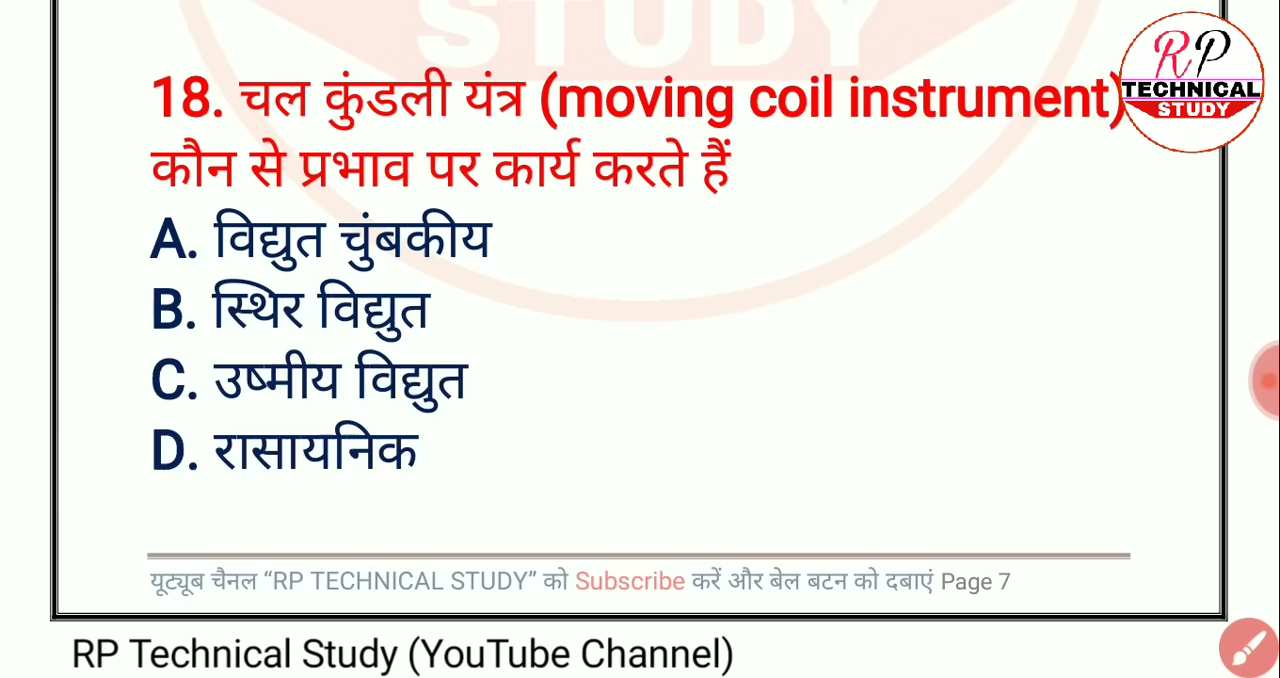 STUDY
RP
TECHNICAL
STUDY
18. चल कुंडली यंत्र (moving coil instrument)
कौन से प्रभाव पर कार्य करते हैं
A. विद्युत चुंबकीय
B. स्थिर विद्युत
C. उष्मीय विद्युत
D. रासायनिक
यूट्यूब चैनल “RP TECHNICAL STUDY” को Subscribe करें और बेल बटन को दबाएं Page 7
RP Technical Study (YouTube Channel)